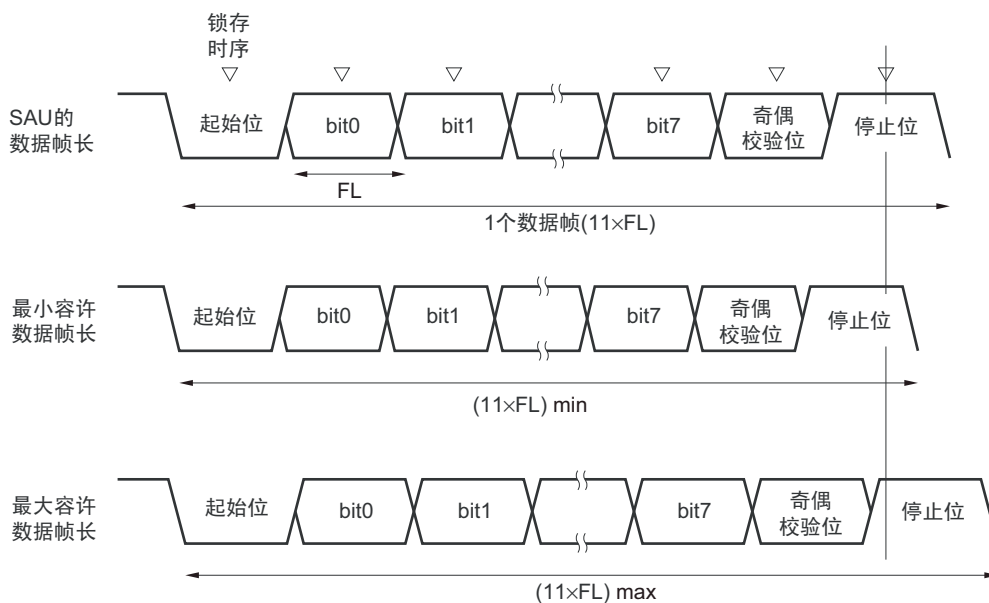 锁存
时序
SAU的
数据帧长
起始位
bit0
bit1
bit7
奇偶
校验位
停止位
FL
1个数据帧(11×FL)
最小容许
数据帧长
起始位
bit0
bit1
bit7
奇偶
校验位
停止位
(11×FL) min
最大容许
数据帧长
起始位
bit0
bit1
bit7
奇偶
校验位
停止位
(11×FL) max